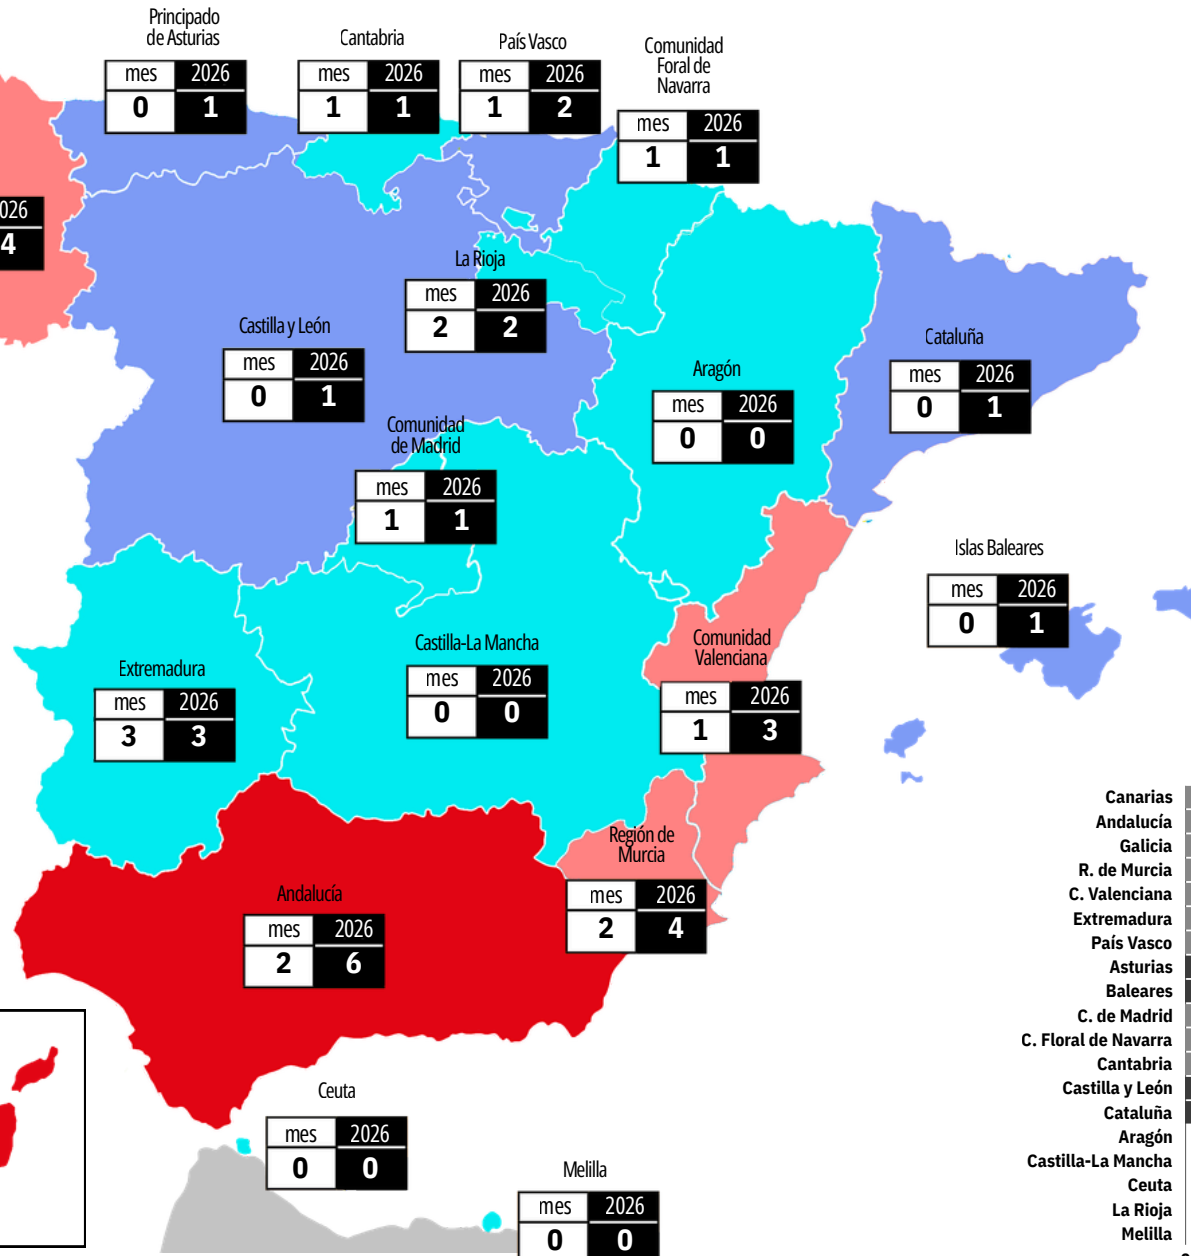 Principado
de Asturias
mes 2026
0 1
Cantabria
mes 2026
1 1
País Vasco
mes 2026
1 2
Comunidad
Foral de
Navarra
mes 2026
1 1
026
4
La Rioja
mes 2026
2 2
Castilla y León
mes 2026
0 1
Cataluña
mes 2026
0 1
Aragón
mes 2026
0 0
Comunidad
de Madrid
mes 2026
1 1
Islas Baleares
mes 2026
0 1
Extremadura
mes 2026
3 3
Castilla-La Mancha
mes 2026
0 0
Comunidad
Valenciana
mes 2026
1 3
Región de
Murcia
mes 2026
2 4
Andalucía
mes 2026
2 6
Ceuta
mes 2026
0 0
Melilla
mes 2026
0 0
Canarias
Andalucía
Galicia
R. de Murcia
C. Valenciana
Extremadura
País Vasco
Asturias
Baleares
C. de Madrid
C. Floral de Navarra
Cantabria
Castilla y León
Cataluña
Aragón
Castilla-La Mancha
Ceuta
La Rioja
Melilla